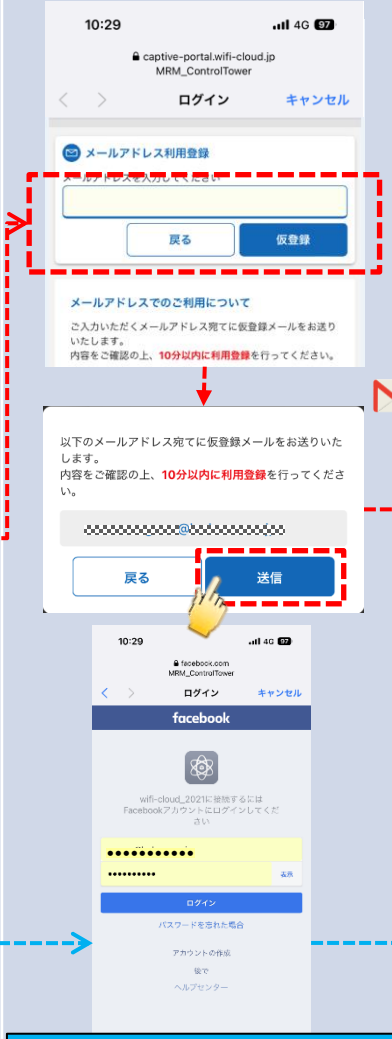 10:29
4G 97
captive-portal.wifi-cloud.jp
MRM_ControlTower
ログイン
キャンセル
メールアドレス利用登録
メールアドレスを入力してください
戻る
仮登録
メールアドレスでのご利用について
ご入力いただくメールアドレス宛てに仮登録メールをお送り
いたします。
内容をご確認の上、10分以内に利用登録を行ってください。
以下のメールアドレス宛てに仮登録メールをお送りいた
します。
内容をご確認の上、10分以内に利用登録を行ってくださ
い。
@
戻る
送信
10:29
4G 97
facebook.com
MRM_ControlTower
ログイン
キャンセル
facebook
wifi-cloud_2021に接続するには
Facebookアカウントにログインしてくだ
さい
表示
ログイン
パスワードを忘れた場合
アカウントの作成
後で
ヘルプセンター